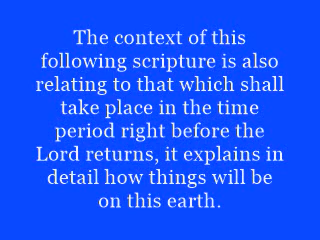 The context of this
following scripture is also
relating to that which shall
take place in the time
period right before the
Lord returns, it explains in
detail how things will be
on this earth.